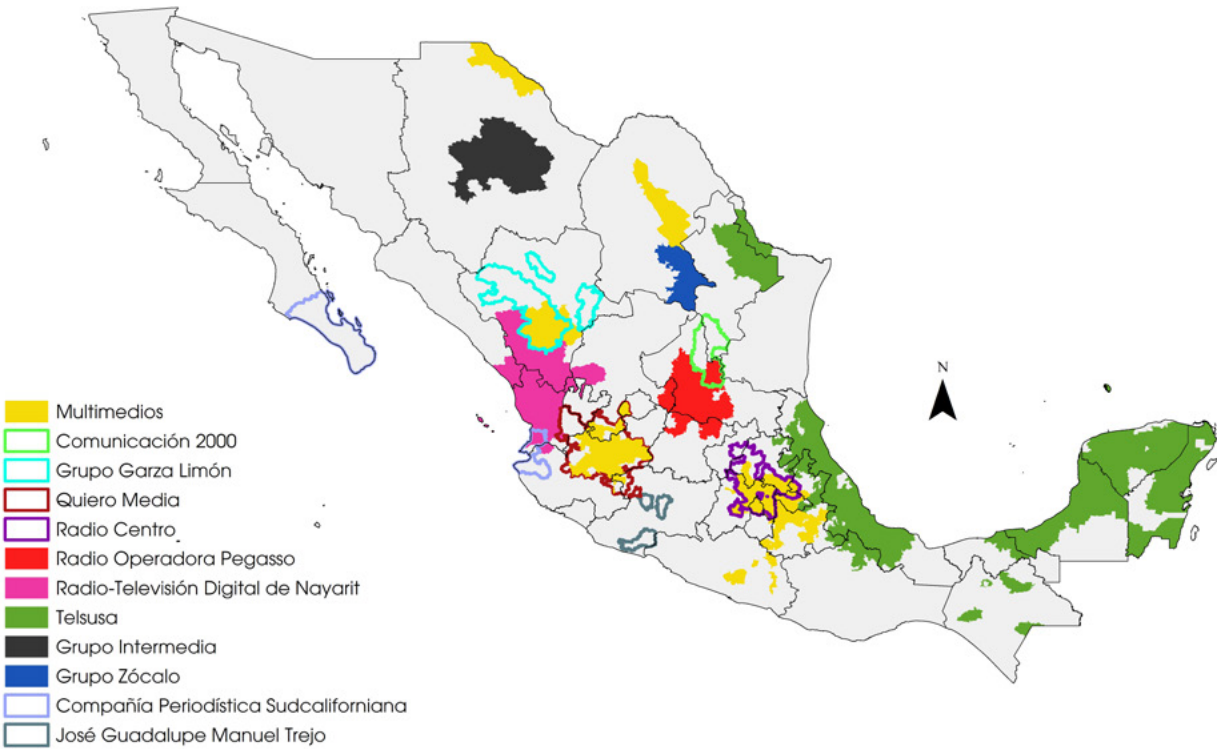 N
Multimedios
Comunicación 2000
Grupo Garza Limón
Quiero Media
Radio Centro
Radio Operadora Pegasso
Radio-Televisión Digital de Nayarit
Telsusa
Grupo Intermedia
Grupo Zócalo
Compañía Periodística Sudcaliforniana
José Guadalupe Manuel Trejo